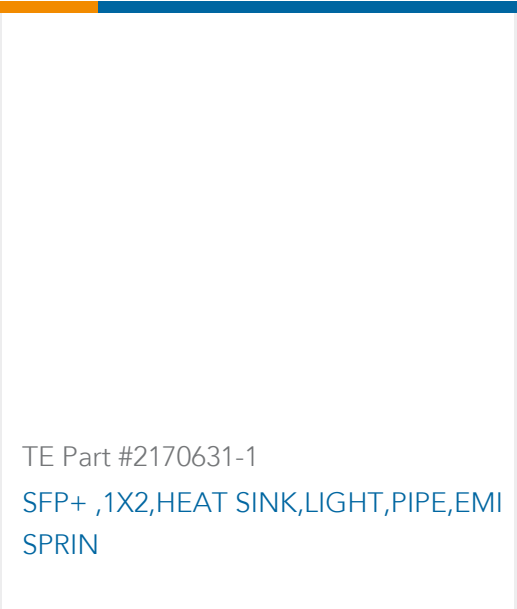 TE Part #2170631-1
SFP+ ,1X2,HEAT SINK,LIGHT,PIPE,EMI
SPRIN